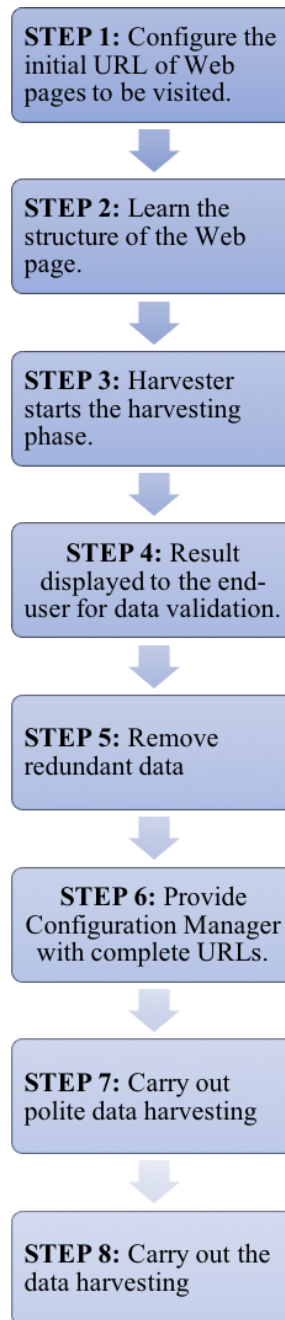 STEP 1: Configure the
initial URL of Web
pages to be visited.
STEP 2: Learn the
structure of the Web
page.
STEP 3: Harvester
starts the harvesting
phase.
STEP 4: Result
displayed to the end-
user for data validation.
STEP 5: Remove
redundant data
STEP 6: Provide
Configuration Manager
with complete URLs.
STEP 7: Carry out
polite data harvesting
STEP 8: Carry out the
data harvesting